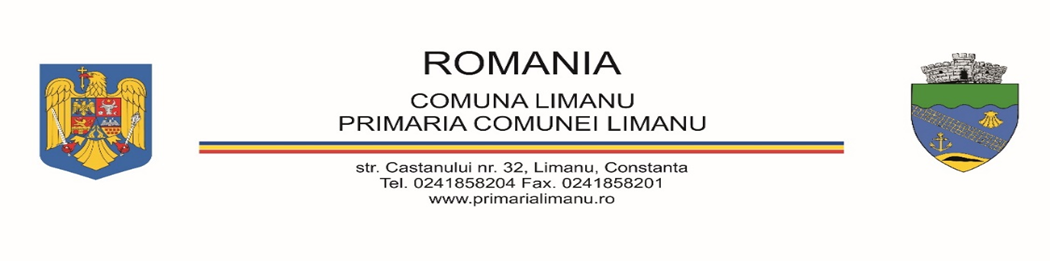 ROMANIA
COMUNA LIMANU
PRIMARIA COMUNEI LIMANU
str. Castanului nr. 32, Limanu, Constanta
Tel. 0241858204 Fax. 0241858201
www.primarialimanu.ro